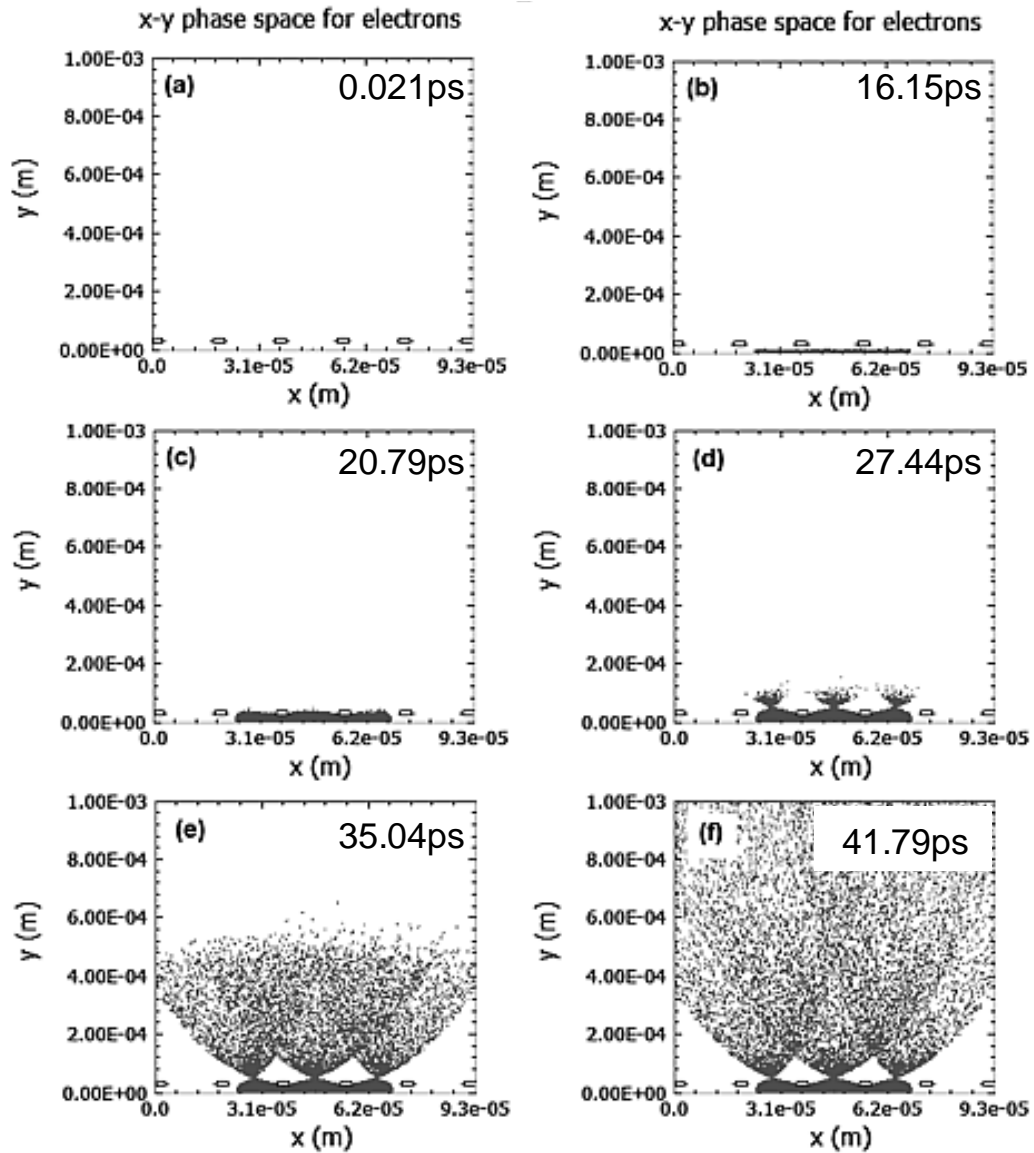 x-y phase space for electrons
1.00E-03
(a)
0.021ps
8.00E-04
6.00E-04
y (m)
4.00E-04
2.00E-04
0.00E+00
0.0
3.1e-05
6.2e-05
9.3e-05
x (m)
x-y phase space for electrons
1.00E-03
(b)
16.15ps
8.00E-04
6.00E-04
y (m)
4.00E-04
2.00E-04
0.00E+00
0.0
3.1e-05
6.2e-05
9.3e-05
x (m)
1.00E-03
(c)
20.79ps
8.00E-04
6.00E-04
y (m)
4.00E-04
2.00E-04
0.00E+00
0.0
3.1e-05
6.2e-05
9.3e-05
x (m)
1.00E-03
(d)
27.44ps
8.00E-04
6.00E-04
y (m)
4.00E-04
2.00E-04
0.00E+00
0.0
3.1e-05
6.2e-05
9.3e-05
x (m)
1.00E-03
(e)
35.04ps
8.00E-04
6.00E-04
y (m)
4.00E-04
2.00E-04
0.00E+00
0.0
3.1e-05
6.2e-05
9.3e-05
x (m)
1.00E-03
(f)
41.79ps
8.00E-04
6.00E-04
y (m)
4.00E-04
2.00E-04
0.00E+00
0.0
3.1e-05
6.2e-05
9.3e-05
x (m)